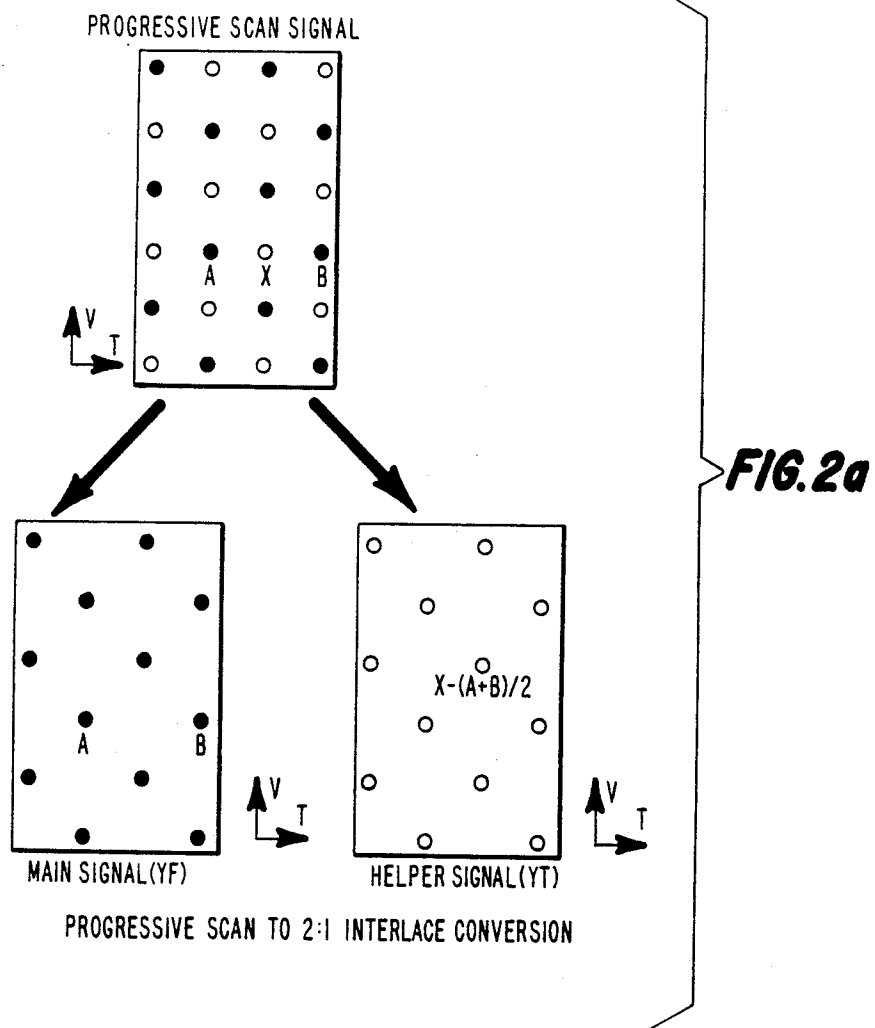 PROGRESSIVE SCAN SIGNAL
A X B
V
T
FIG.2a
X-(A+B)/2
A B
V
T
V
T
MAIN SIGNAL(YF)
HELPER SIGNAL(YT)
PROGRESSIVE SCAN TO 2:1 INTERLACE CONVERSION